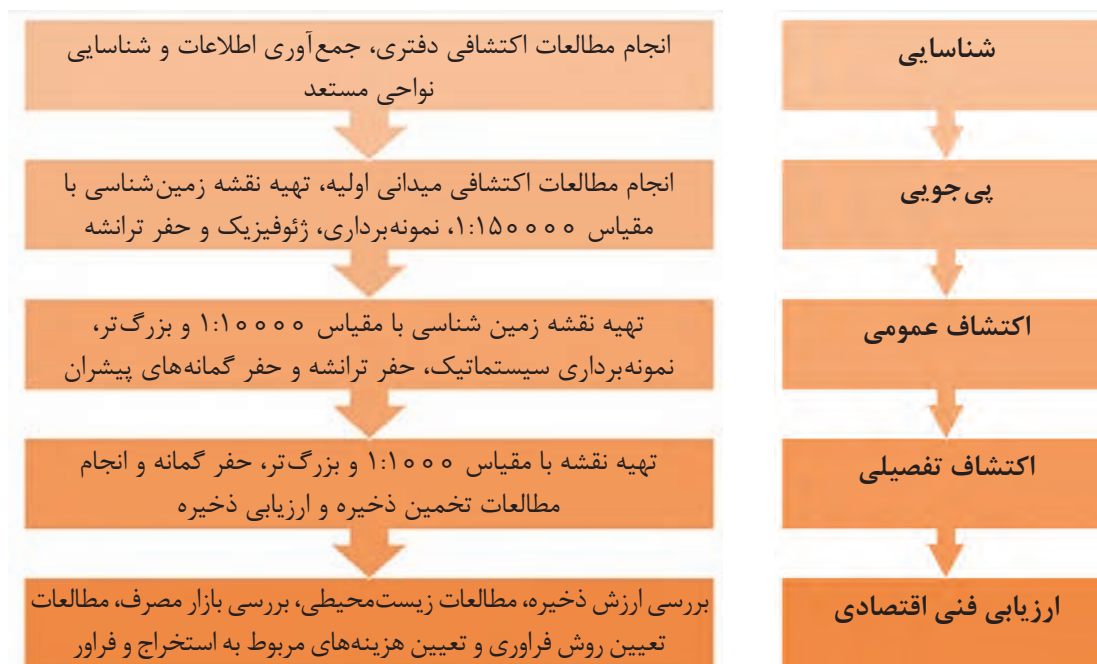 شناسایی
انجام مطالعات اکتشافی دفتری، جمع‌آوری اطلاعات و شناسایی
نواحی مستعد
پی‌جویی
انجام مطالعات اکتشافی میدانی اولیه، تهیه نقشه زمین‌شناسی با
مقیاس ۱:۱۵۰۰۰۰، نمونه‌برداری، ژئوفیزیک و حفر ترانشه
اکتشاف عمومی
تهیه نقشه زمین شناسی با مقیاس ۱:۱۰۰۰۰ و بزرگ‌تر،
نمونه‌برداری سیستماتیک، حفر ترانشه و حفر گمانه‌های پیشران
اکتشاف تفصیلی
تهیه نقشه با مقیاس ۱:۱۰۰۰ و بزرگ‌تر، حفر گمانه و انجام
مطالعات تخمین ذخیره و ارزیابی ذخیره
ارزیابی فنی اقتصادی
بررسی ارزش ذخیره، مطالعات زیست‌محیطی، بررسی بازار مصرف، مطالعات
تعیین روش فراوری و تعیین هزینه‌های مربوط به استخراج و فراور